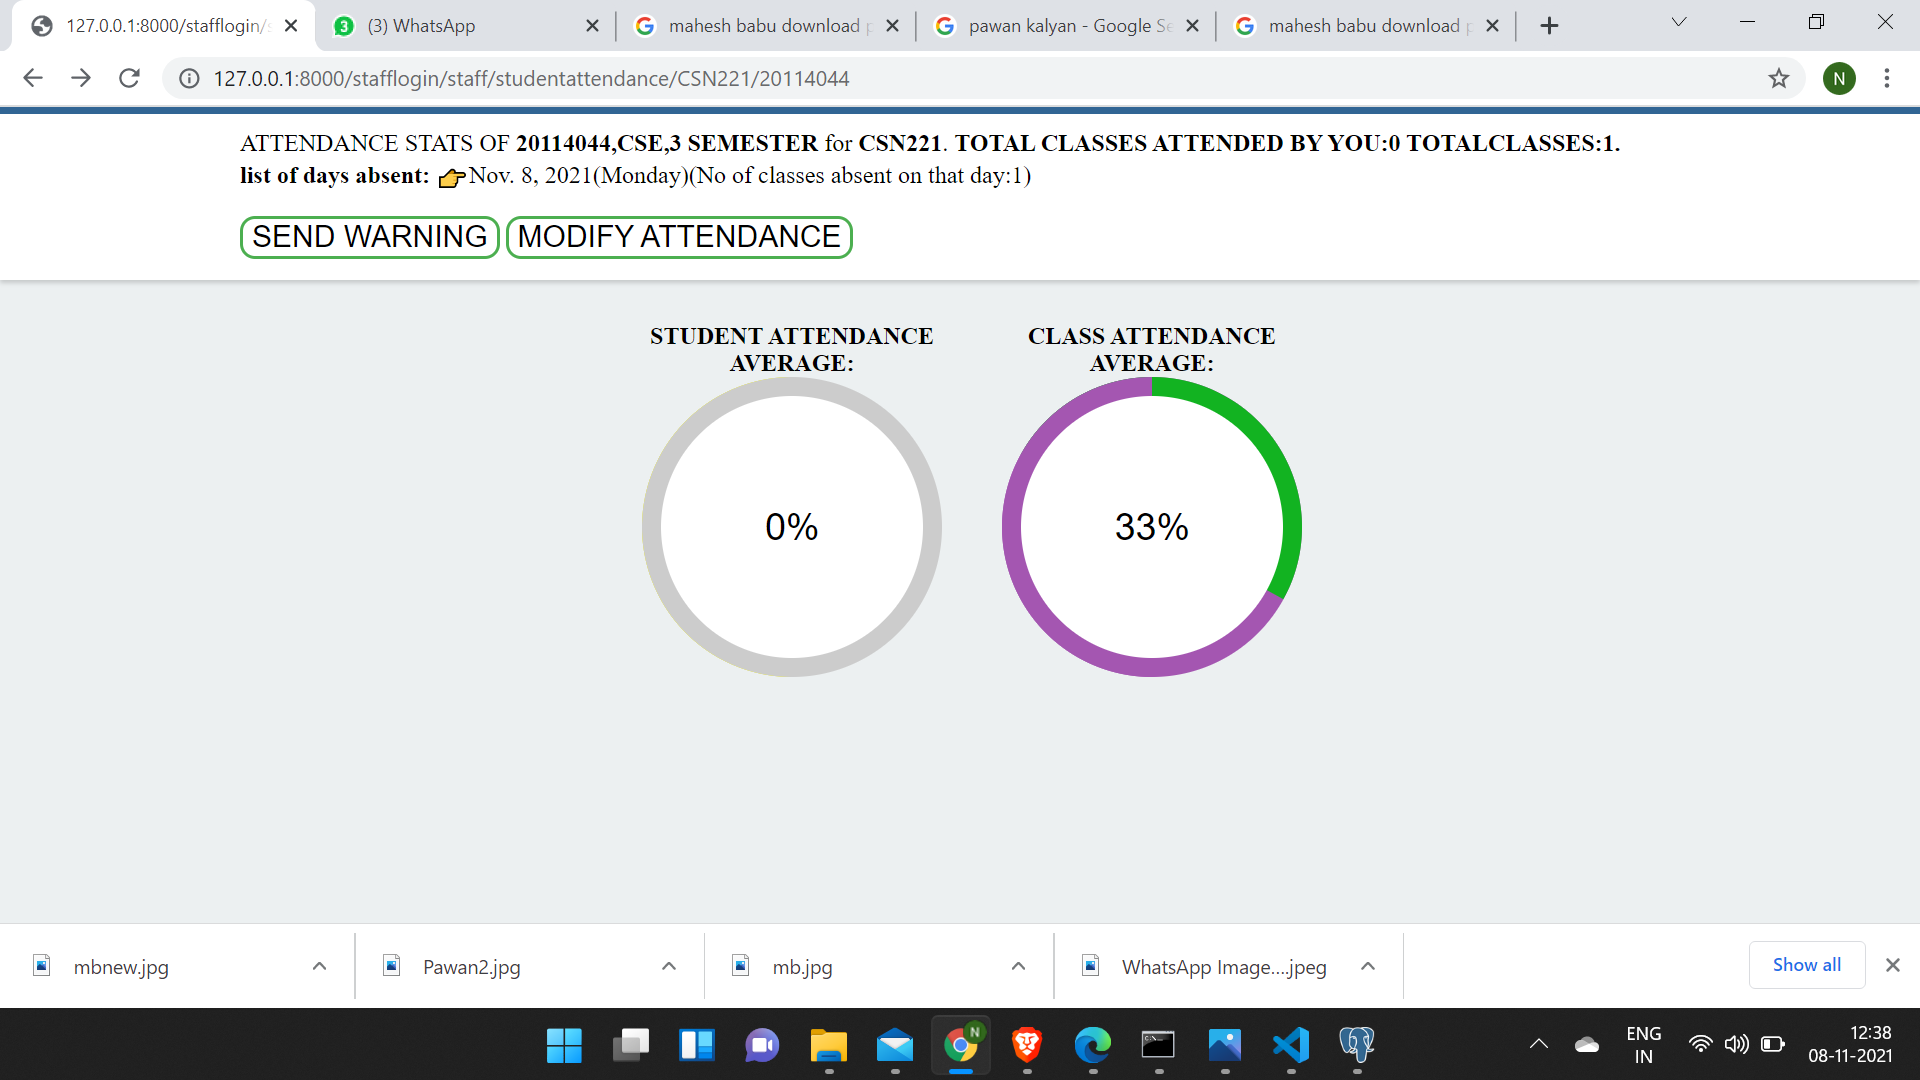 127.0.0.1:8000/stafflogin/
(3) WhatsApp
mahesh babu download
pawan kalyan - Google Se
mahesh babu download
127.0.0.1:8000/stafflogin/staff/studentattendance/CSN221/20114044
N
ATTENDANCE STATS OF 20114044,CSE,3 SEMESTER for CSN221. TOTAL CLASSES ATTENDED BY YOU:0 TOTALCLASSES:1.
list of days absent: 👉Nov. 8, 2021(Monday)(No of classes absent on that day:1)
SEND WARNING MODIFY ATTENDANCE
STUDENT ATTENDANCE
AVERAGE:
0%
CLASS ATTENDANCE
AVERAGE:
33%
mbnew.jpg
Pawan2.jpg
mb.jpg
WhatsApp Image....jpeg
Show all
N
ENG
IN
12:38
08-11-2021